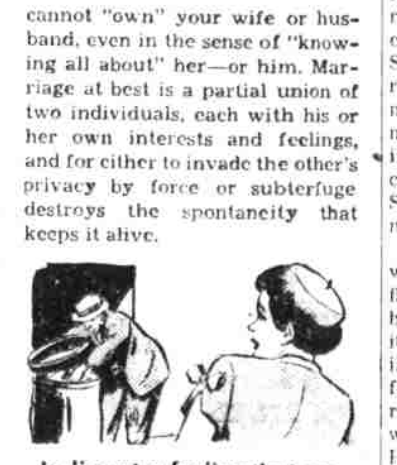 cannot "own" your wife or hus-
band, even in the sense of "know-
ing all about" her—or him. Mar-
riage at best is a partial union of
two individuals, each with his or
her own interests and feelings,
and for either to invade the other's
privacy by force or subterfuge
destroys the spontaneity that
keeps it alive.